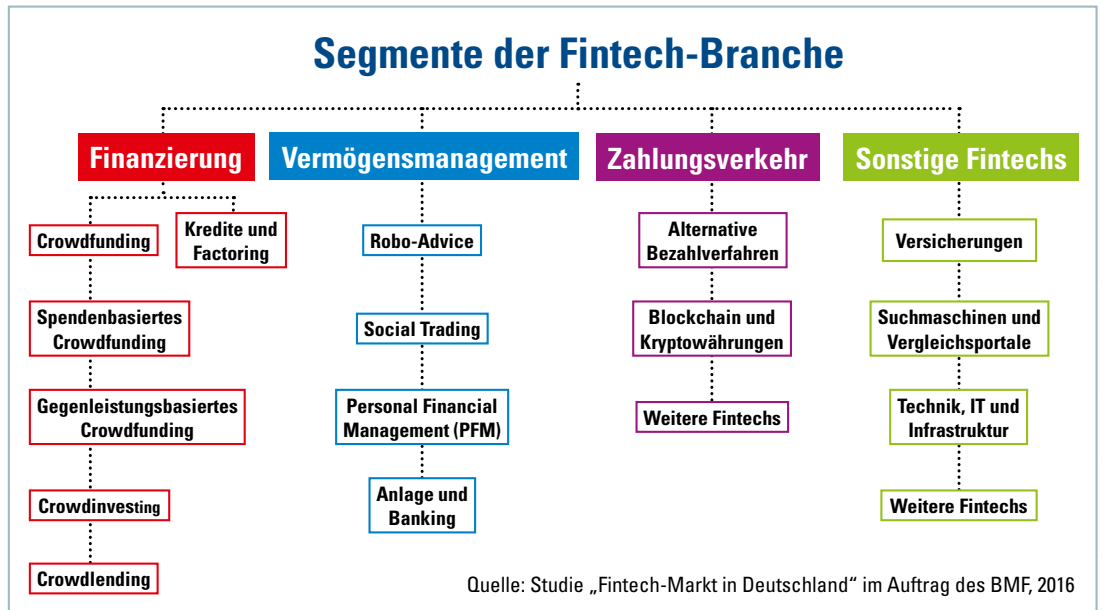 Segmente der Fintech-Branche
Finanzierung
Crowdfunding
Kredite und
Factoring
Spendenbasiertes
Crowdfunding
Gegenleistungsbasiertes
Crowdfunding
Crowdinvesting
Crowdlending
Vermögensmanagement
Robo-Advice
Social Trading
Personal Financial
Management (PFM)
Anlage und
Banking
Zahlungsverkehr
Alternative
Bezahlverfahren
Blockchain und
Kryptowährungen
Weitere Fintechs
Sonstige Fintechs
Versicherungen
Suchmaschinen und
Vergleichsportale
Technik, IT und
Infrastruktur
Weitere Fintechs
Quelle: Studie „Fintech-Markt in Deutschland“ im Auftrag des BMF, 2016